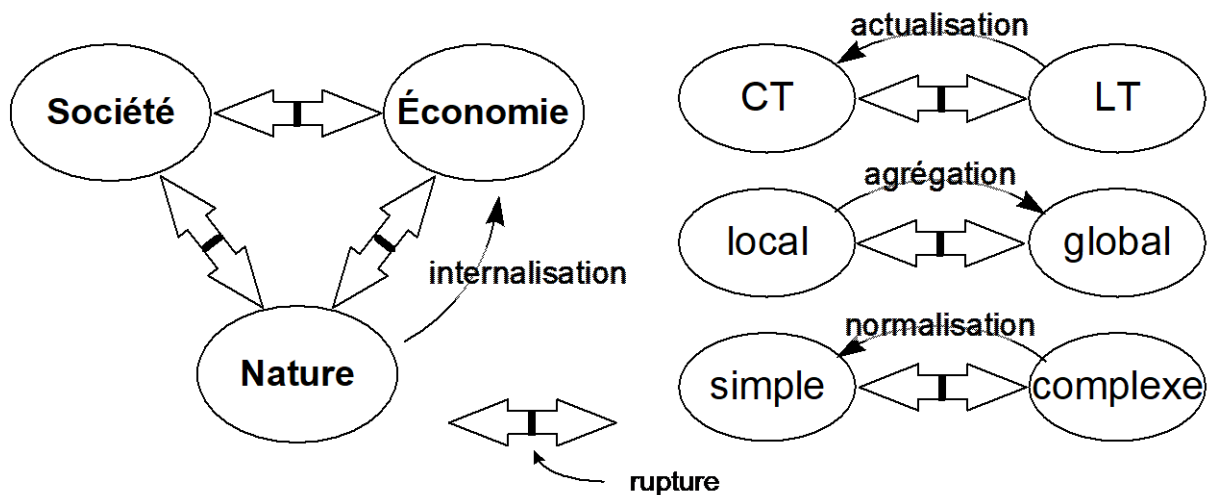 Société
Économie
internalisation
Nature
rupture
actualisation
CT
LT
agrégation
local
global
normalisation
simple
complexe